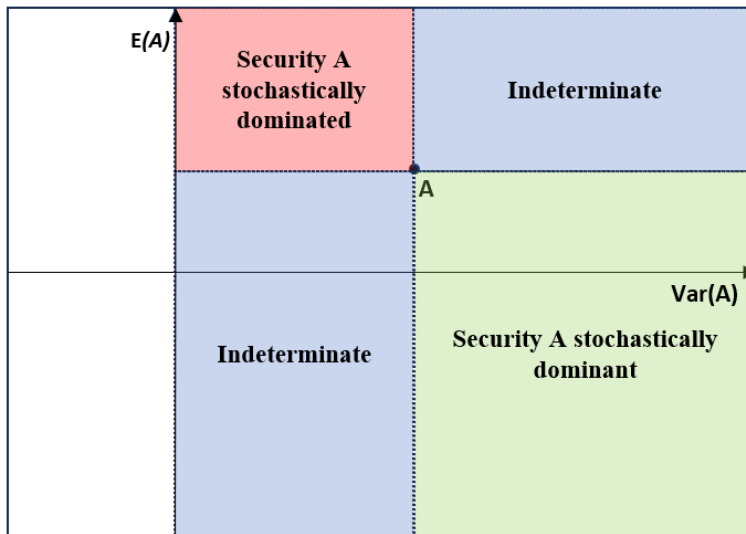 E(A)
Security A
stochastically
dominated
Indeterminate
A
Var(A)
Indeterminate
Security A stochastically
dominant